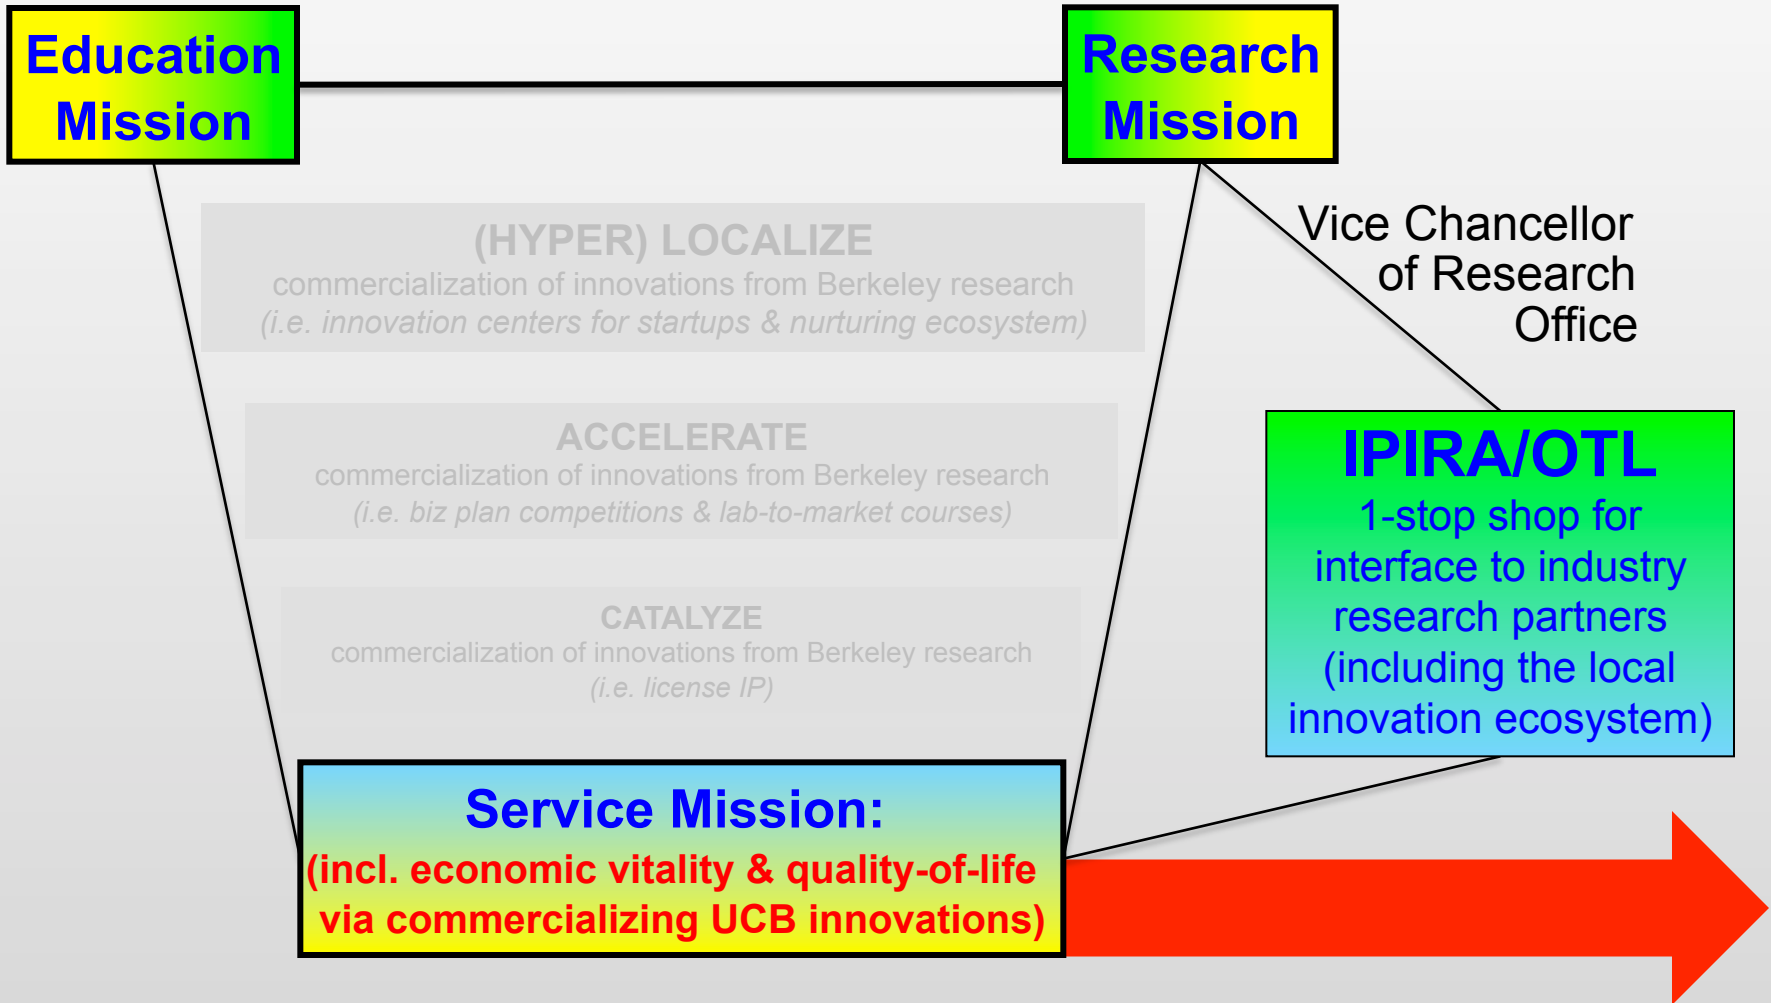 Education
Mission
Research
Mission
(HYPER) LOCALIZE
commercialization of innovations from Berkeley research
(i.e. innovation centers for startups & nurturing ecosystem)
Vice Chancellor
of Research
Office
ACCELERATE
commercialization of innovations from Berkeley research
(i.e. biz plan competitions & lab-to-market courses)
IPIRA/OTL
1-stop shop for
interface to industry
research partners
(including the local
innovation ecosystem)
CATALYZE
commercialization of innovations from Berkeley research
(i.e. license IP)
Service Mission:
(incl. economic vitality & quality-of-life
via commercializing UCB innovations)